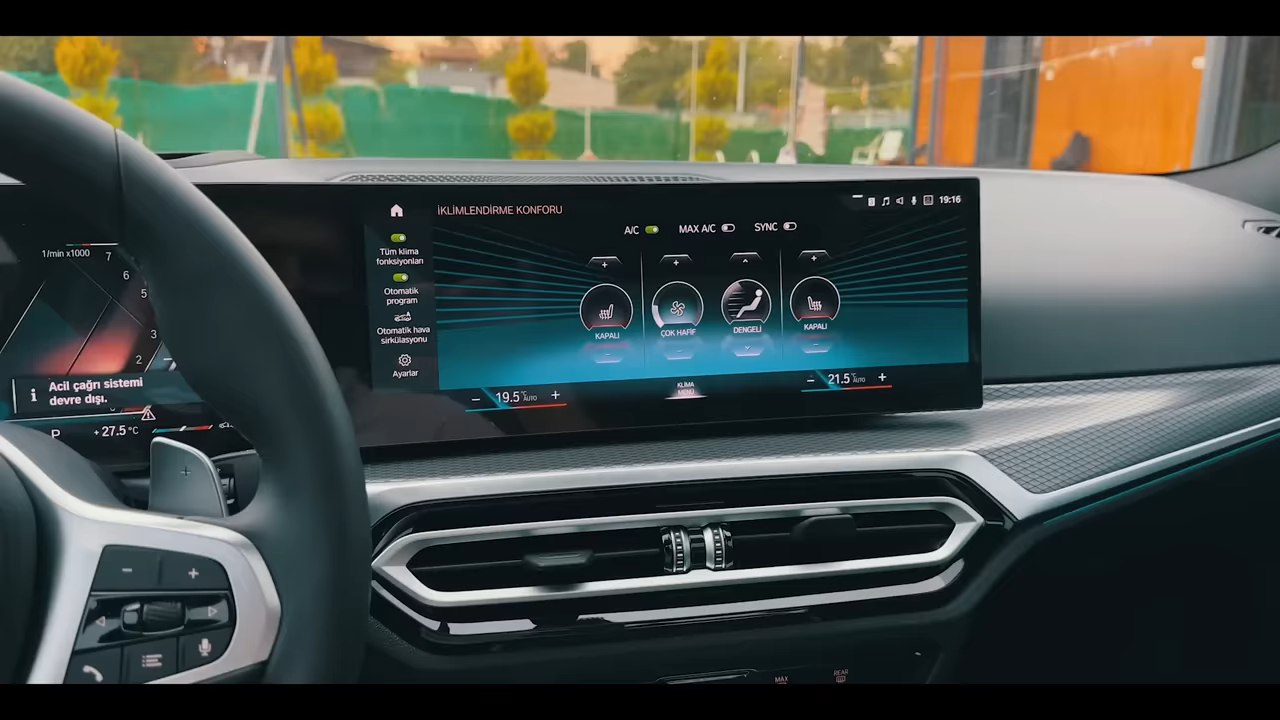 1/min x1000
7
6
5
3
2
Acil çağrı sistemi
devre dışı.
P
+27.5°C
İKLİMLENDİRME KONFORU
19:16
A/C
MAX A/C
SYNC
Tüm klima
fonksiyonları
Otomatik
program
Otomatik hava
sirkülasyonu
Ayarlar
KAPALI
ÇOK HAFİF
DENGELİ
KAPALI
- 19.5 °C AUTO +
KLİMA
MENÜ
- 21.5 °C AUTO +
MAX
REAR